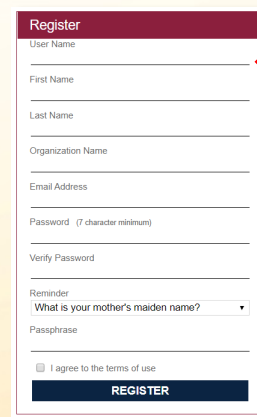 Register
User Name
First Name
Last Name
Organization Name
Email Address
Password (7 character minimum)
Verify Password
Reminder
What is your mother's maiden name?
Passphrase
I agree to the terms of use
REGISTER